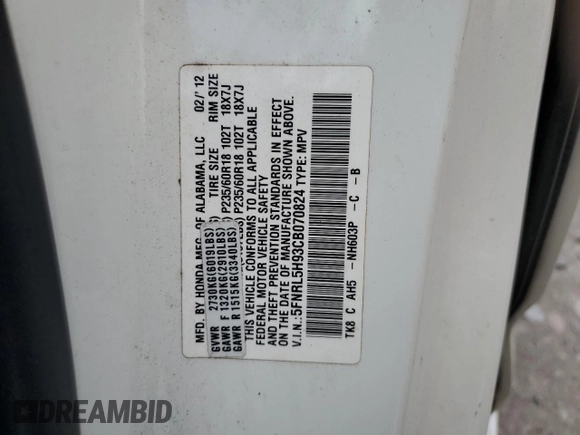 MFD. BY HONDA MFG. OF ALABAMA, LLC 02/'12
GVWR 2730KG(6019LBS) TIRE SIZE RIM SIZE
GAWR F 1320KG(2910LBS) P235/60R18 102T 18X7J
GAWR R 1515KG(3340LBS) P235/60R18 102T 18X7J
THIS VEHICLE CONFORMS TO ALL APPLICABLE
FEDERAL MOTOR VEHICLE SAFETY
AND THEFT PREVENTION STANDARDS IN EFFECT
ON THE DATE OF MANUFACTURE SHOWN ABOVE.
V.I.N.:5FNRL5H93CB070824 TYPE: MPV
TK8 C AH5 -NH603P -C -B
DREAMBID